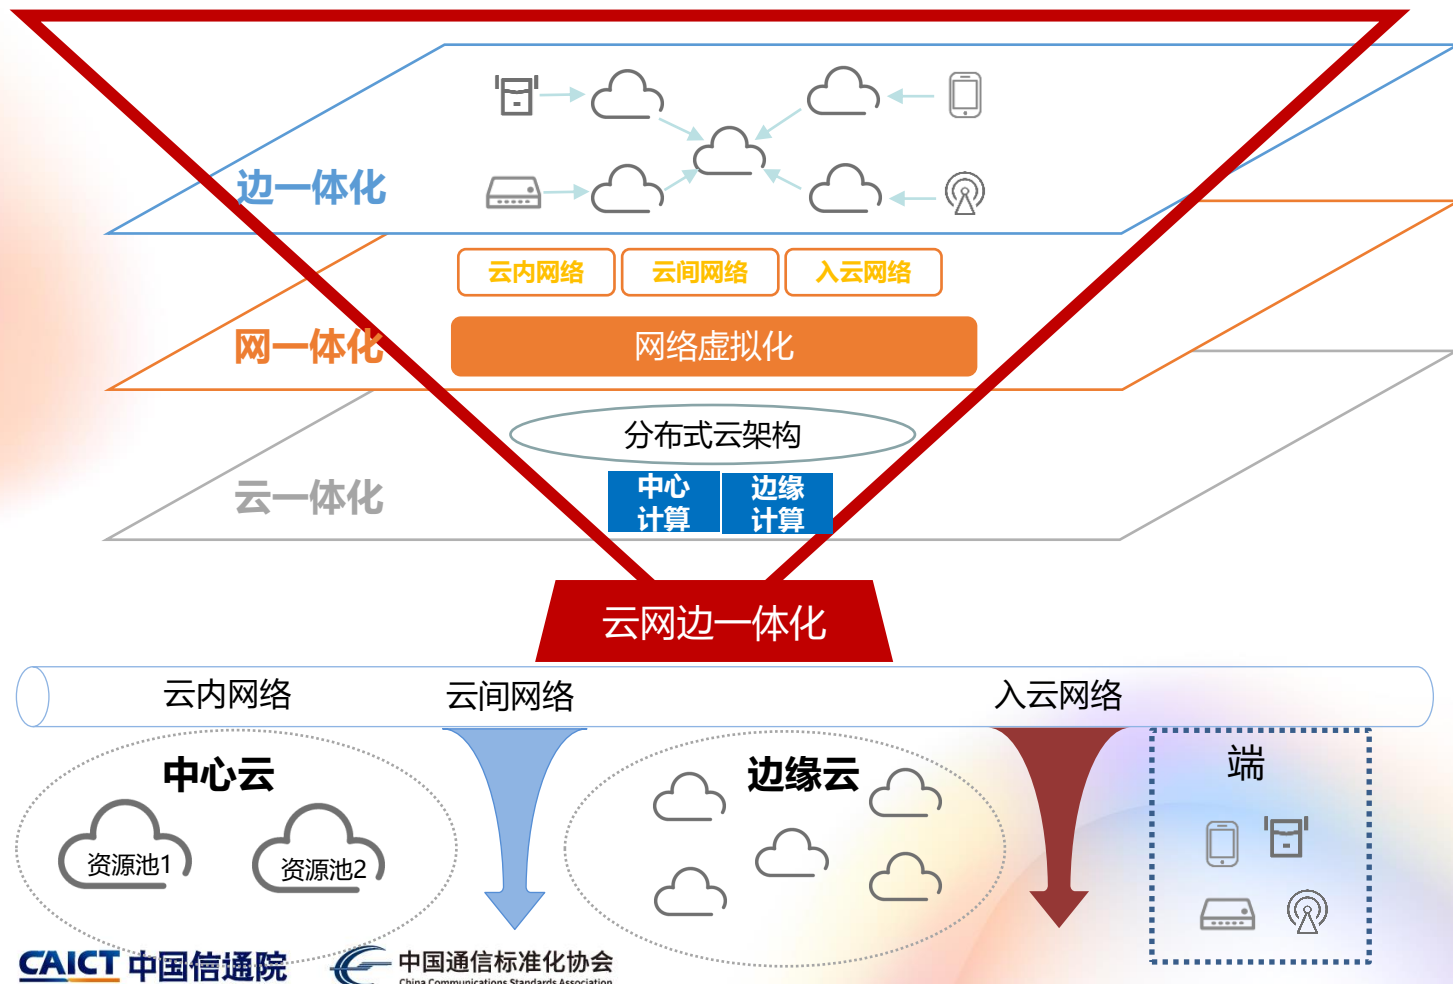 边一体化
云内网络
云间网络
入云网络
网一体化
网络虚拟化
分布式云架构
云一体化
中心
计算
边缘
计算
云网边一体化
云内网络
云间网络
入云网络
中心云
资源池1
资源池2
边缘云
端
CAICT 中国信通院
中国通信标准化协会
China Communications Standards Association